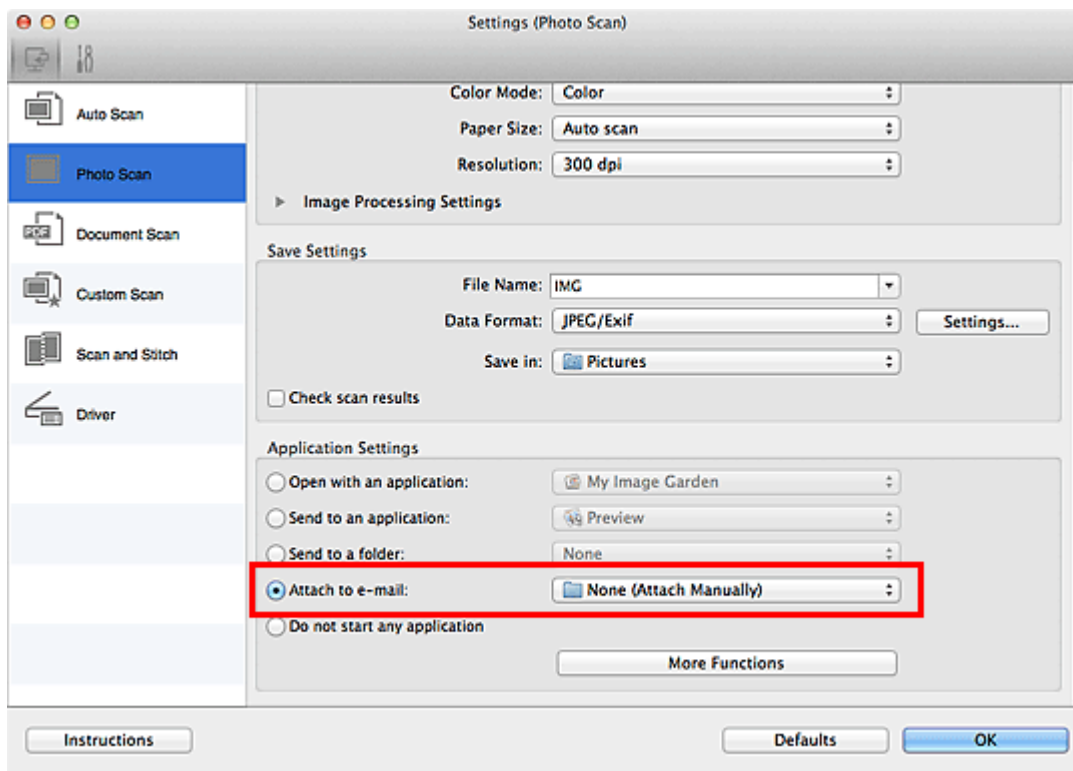 Settings (Photo Scan)
Auto Scan
Photo Scan
Document Scan
Custom Scan
Scan and Stitch
Driver
Color Mode: Color
Paper Size: Auto scan
Resolution: 300 dpi
Image Processing Settings
Save Settings
File Name: IMG
Data Format: JPEG/Exif Settings...
Save in: Pictures
Check scan results
Application Settings
Open with an application: My Image Garden
Send to an application: Preview
Send to a folder: None
Attach to e-mail: None (Attach Manually)
Do not start any application
More Functions
Instructions Defaults OK